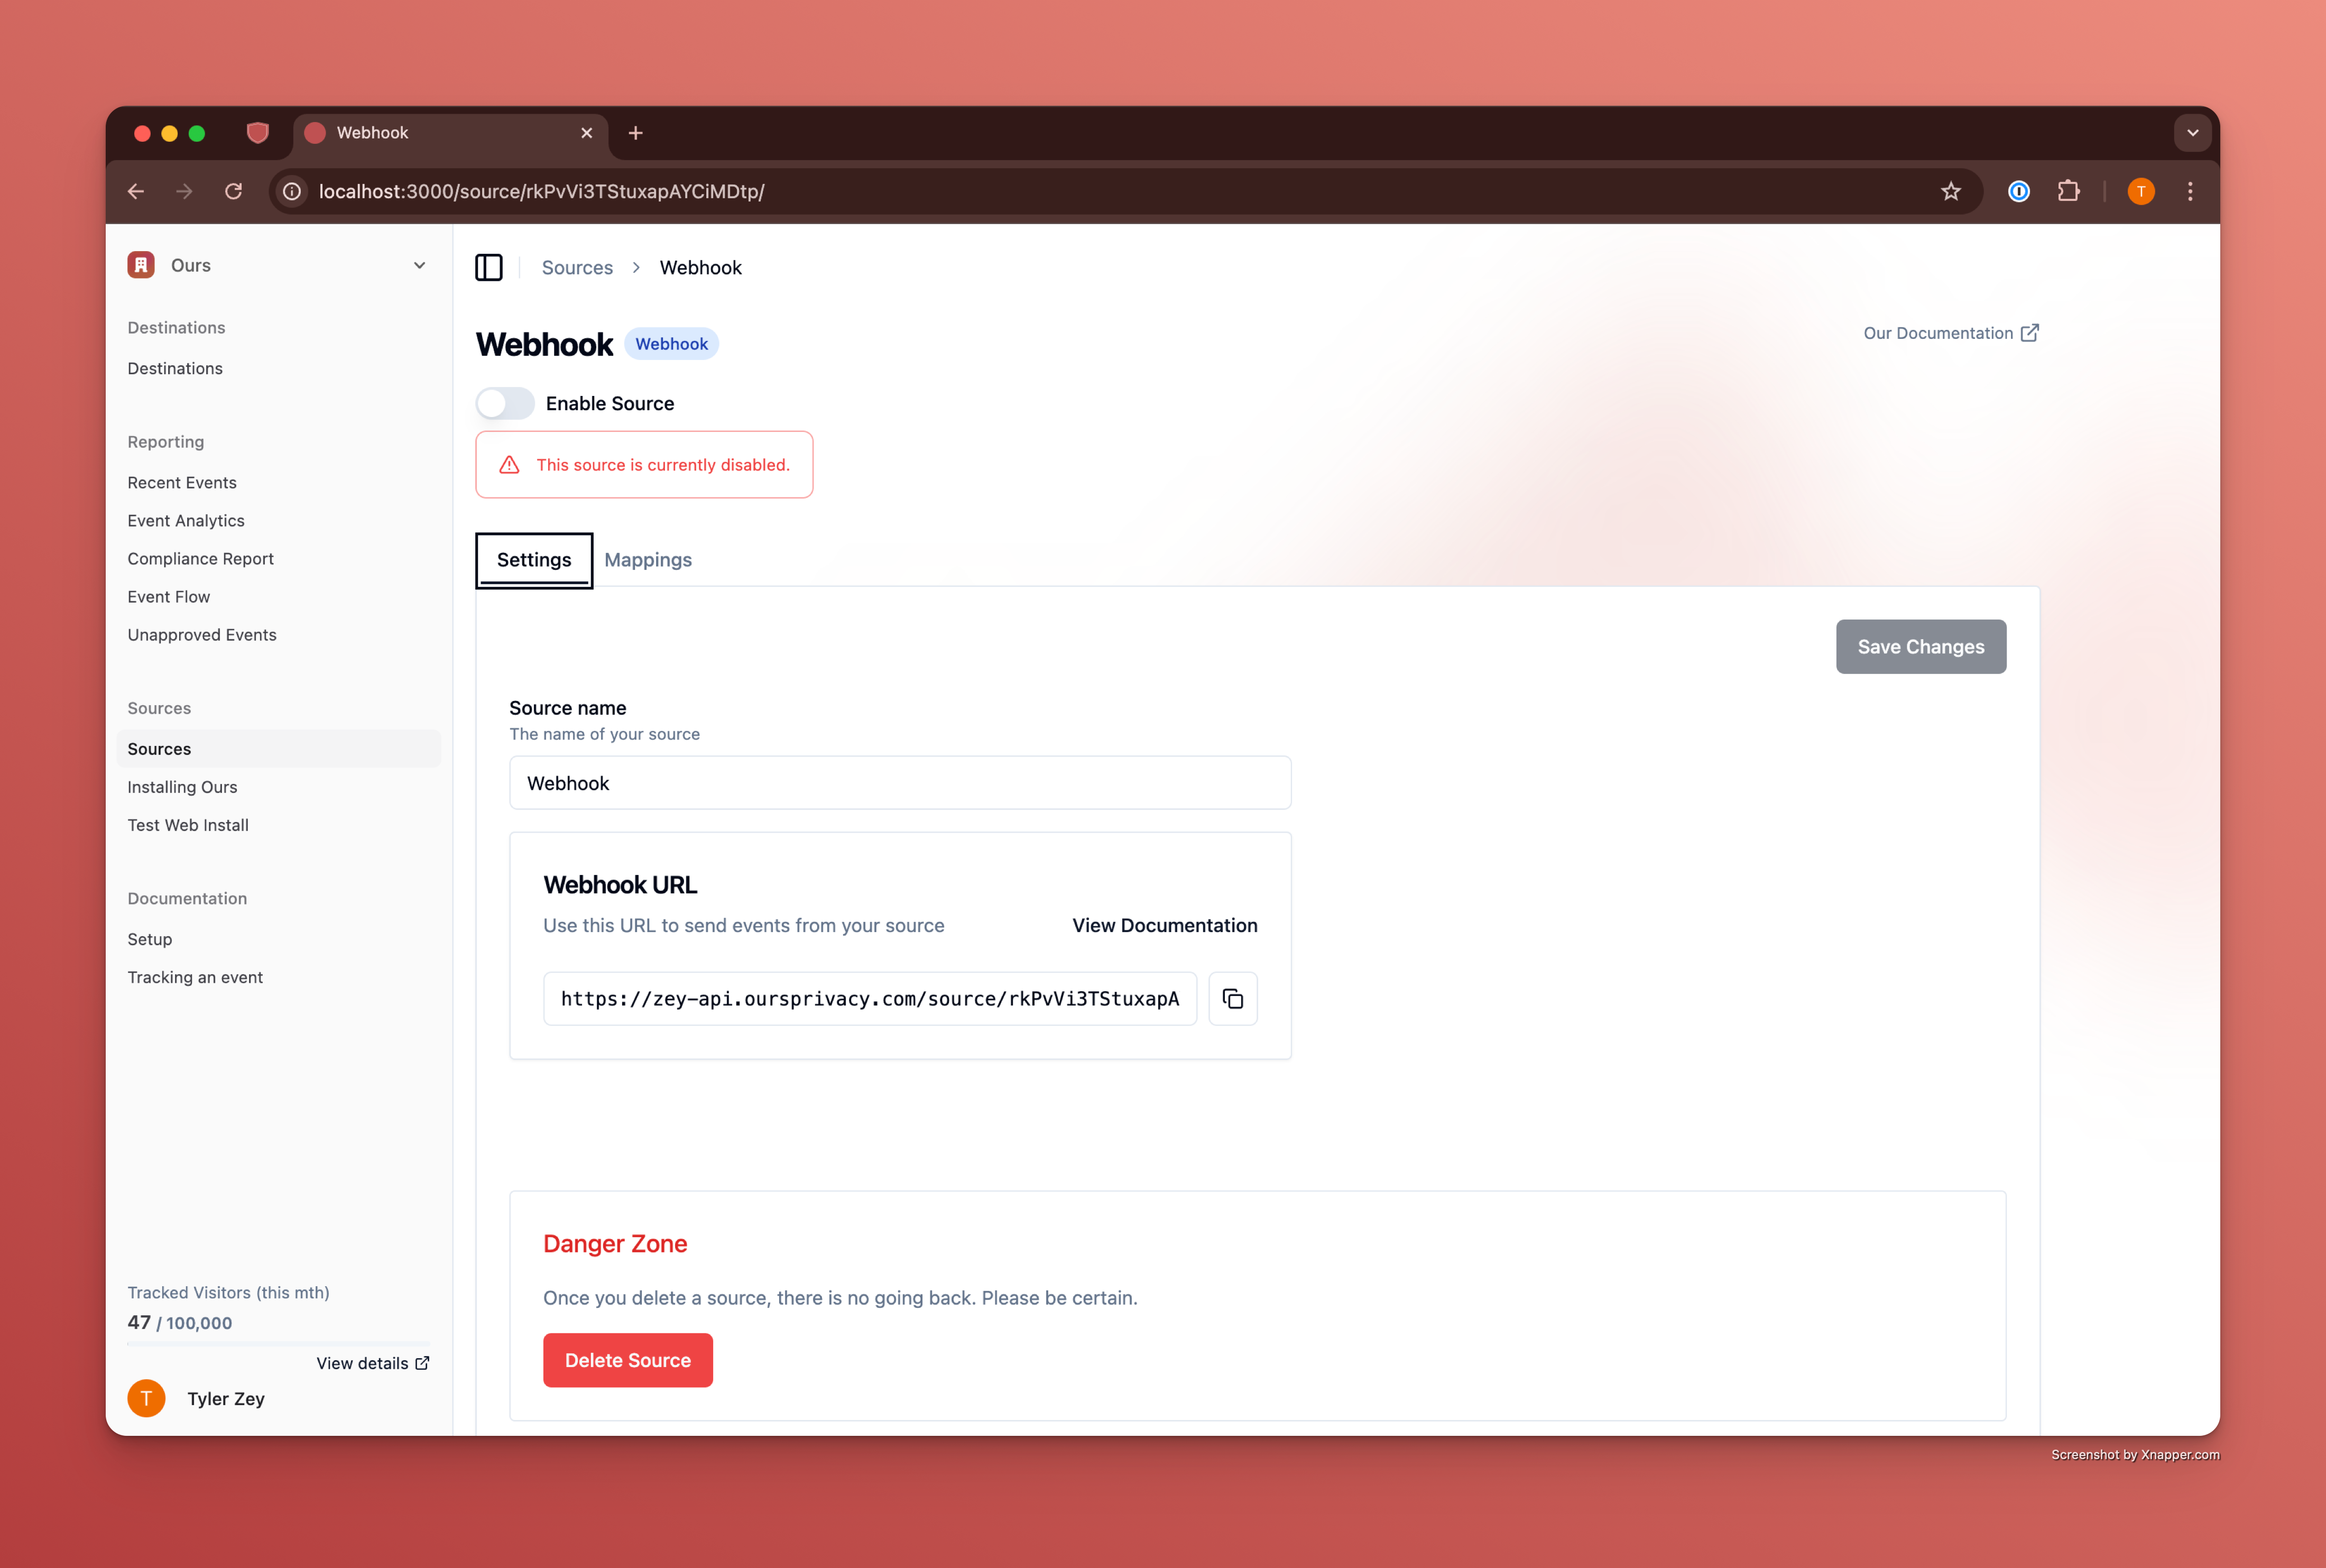 Webhook
localhost:3000/source/rkPvVi3TStuxapAYCiMDtp/
T
Ours
Destinations
Destinations
Reporting
Recent Events
Event Analytics
Compliance Report
Event Flow
Unapproved Events
Sources
Sources
Installing Ours
Test Web Install
Documentation
Setup
Tracking an event
Tracked Visitors (this mth)
47 / 100,000
View details
T Tyler Zey
Sources > Webhook
Webhook Webhook
Our Documentation
Enable Source
This source is currently disabled.
Settings Mappings
Save Changes
Source name
The name of your source
Webhook
Webhook URL
Use this URL to send events from your source View Documentation
https://zey-api.oursprivacy.com/source/rkPvVi3TStuxapA
Danger Zone
Once you delete a source, there is no going back. Please be certain.
Delete Source
Screenshot by Xnapper.com